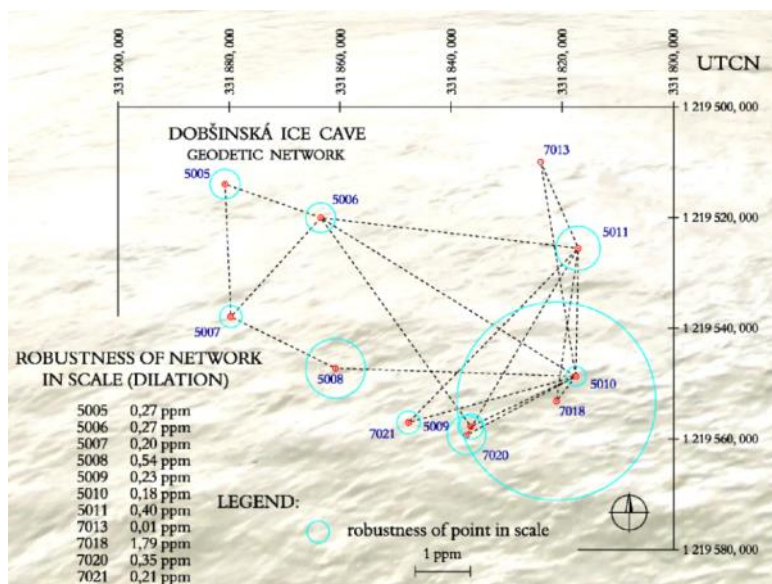 331 900, 000
331 880, 000
331 860, 000
331 840, 000
331 820, 000
331 800, 000
UTCN
1 219 500, 000
DOBŠINSKÁ ICE CAVE
GEODETIC NETWORK
7013
5005
5006
1 219 520, 000
5011
5007
1 219 540, 000
ROBUSTNESS OF NETWORK
IN SCALE (DILATION)
5008
5010
7018
5005 0,27 ppm
5006 0,27 ppm
5007 0,20 ppm
5008 0,54 ppm
5009 0,23 ppm
5010 0,18 ppm
5011 0,40 ppm
7013 0,01 ppm
7018 1,79 ppm
7020 0,35 ppm
7021 0,21 ppm
7021
5009
7020
1 219 560, 000
LEGEND:
robustness of point in scale
1 ppm
1 219 580, 000